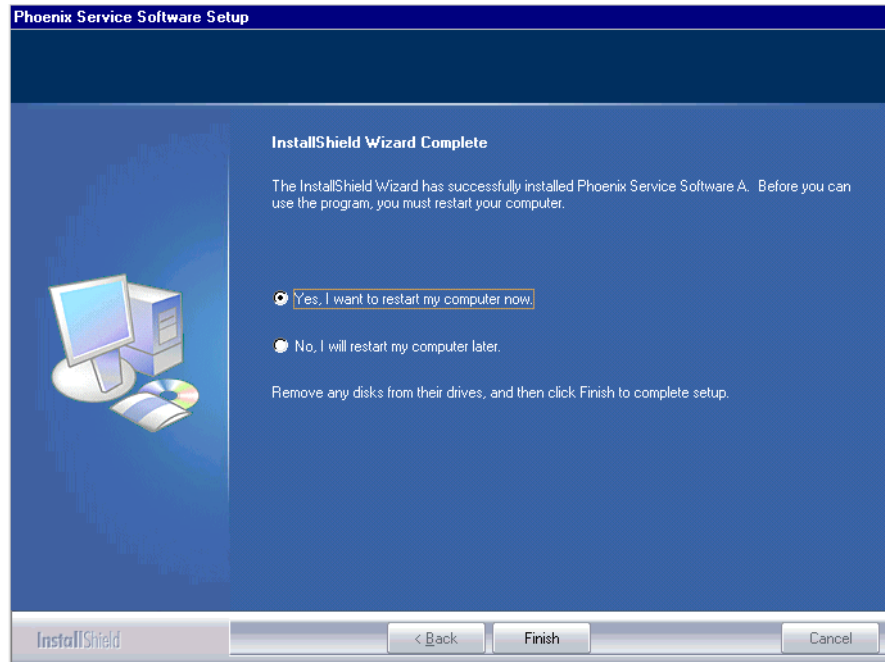 Phoenix Service Software Setup
InstallShield Wizard Complete
The InstallShield Wizard has successfully installed Phoenix Service Software A. Before you can
use the program, you must restart your computer.
Yes, I want to restart my computer now.
No, I will restart my computer later.
Remove any disks from their drives, and then click Finish to complete setup.
InstallShield
< Back
Finish
Cancel